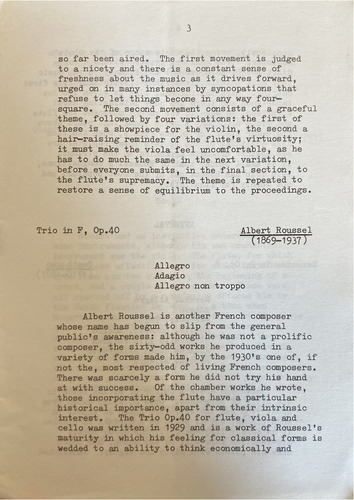 3
so far been aired. The first movement is judged
to a nicety and there is a constant sense of
freshness about the music as it drives forward,
urged on in many instances by syncopations that
refuse to let things become in any way four-
square. The second movement consists of a graceful
theme, followed by four variations: the first of
these is a showpiece for the violin, the second a
hair-raising reminder of the flute's virtuosity;
it must make the viola feel uncomfortable, as he
has to do much the same in the next variation,
before everyone submits, in the final section, to
the flute's supremacy. The theme is repeated to
restore a sense of equilibrium to the proceedings.
Trio in F, Op.40 Albert Roussel
(1869-1937)
Allegro
Adagio
Allegro non troppo
Albert Roussel is another French composer
whose name has begun to slip from the general
public's awareness: although he was not a prolific
composer, the sixty-odd works he produced in a
variety of forms made him, by the 1930's one of, if
not the, most respected of living French composers.
There was scarcely a form he did not try his hand
at with success. Of the chamber works he wrote,
those incorporating the flute have a particular
historical importance, apart from their intrinsic
interest. The Trio Op.40 for flute, viola and
cello was written in 1929 and is a work of Roussel's
maturity in which his feeling for classical forms is
wedded to an ability to think economically and